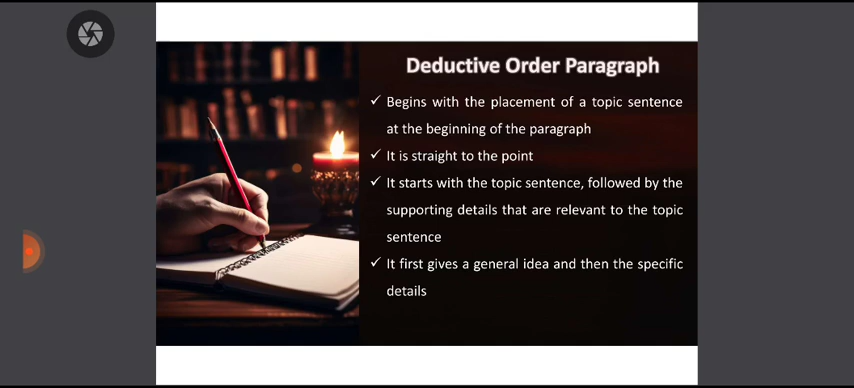 Deductive Order Paragraph
✓ Begins with the placement of a topic sentence
at the beginning of the paragraph
✓ It is straight to the point
✓ It starts with the topic sentence, followed by the
supporting details that are relevant to the topic
sentence
✓ It first gives a general idea and then the specific
details